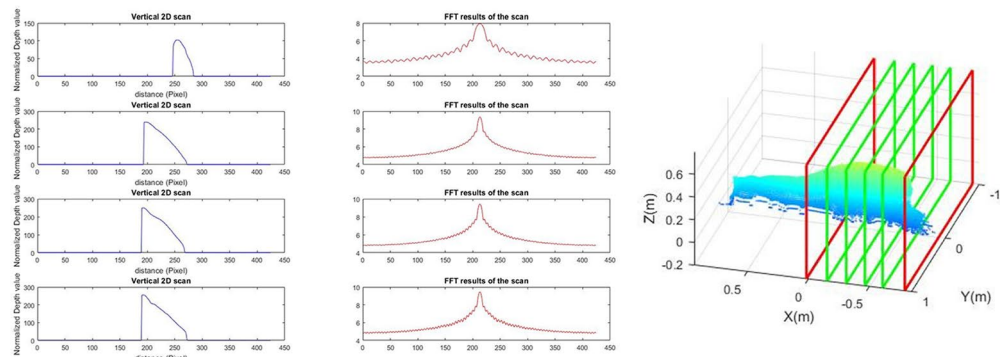 Vertical 2D scan
Normalized Depth value
150
100
50
0
0 50 100 150 200 250 300 350 400 450
distance (Pixel)
FFT results of the scan
8
6
4
2
0 50 100 150 200 250 300 350 400 450
Vertical 2D scan
Normalized Depth value
300
200
100
0
0 50 100 150 200 250 300 350 400 450
distance (Pixel)
FFT results of the scan
10
8
6
4
0 50 100 150 200 250 300 350 400 450
Vertical 2D scan
Normalized Depth value
300
200
100
0
0 50 100 150 200 250 300 350 400 450
distance (Pixel)
FFT results of the scan
10
8
6
4
0 50 100 150 200 250 300 350 400 450
Vertical 2D scan
Normalized Depth value
300
200
100
0
0 50 100 150 200 250 300 350 400 450
distance (Pixel)
FFT results of the scan
10
8
6
4
0 50 100 150 200 250 300 350 400 450
Z(m)
0.6
0.4
0.2
0
-0.2
0.5 0 -0.5
X(m)
-1
0
1
Y(m)